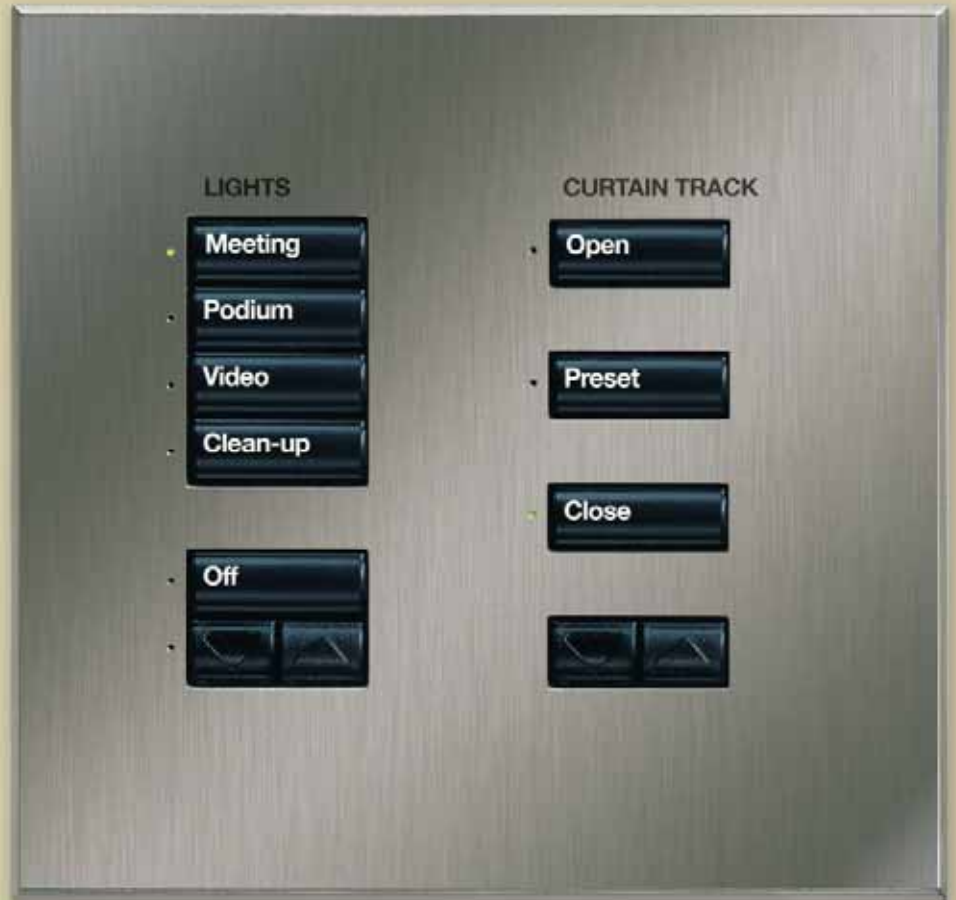 LIGHTS
Meeting
Podium
Video
Clean-up
Off
CURTAIN TRACK
Open
Preset
Close